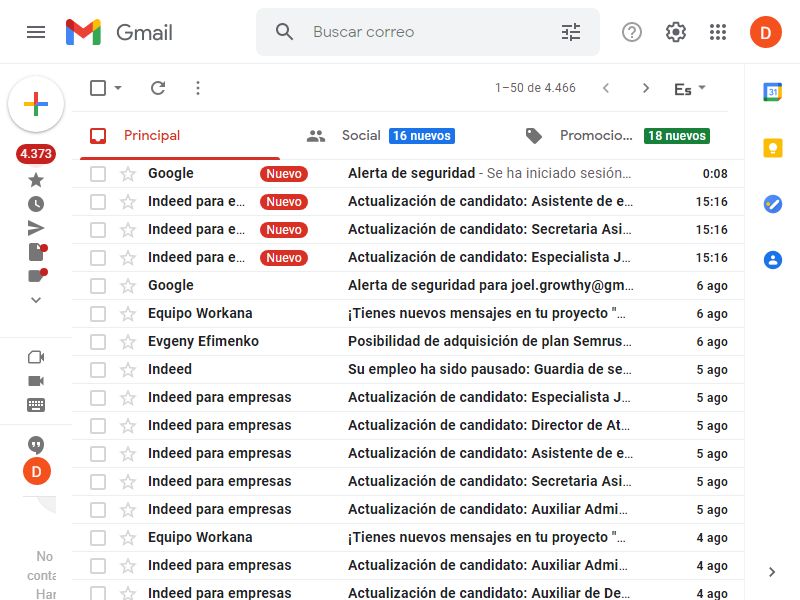 Gmail
Buscar correo
D
1–50 de 4.466
Es
Principal
Social 16 nuevos
Promocio... 18 nuevos
31
4.373
Google Nuevo Alerta de seguridad - Se ha iniciado sesión... 0:08
Indeed para e... Nuevo Actualización de candidato: Asistente de e... 15:16
Indeed para e... Nuevo Actualización de candidato: Secretaria Asi... 15:16
Indeed para e... Nuevo Actualización de candidato: Especialista J... 15:16
Google Alerta de seguridad para joel.growthy@gm... 6 ago
Equipo Workana ¡Tienes nuevos mensajes en tu proyecto "... 6 ago
Evgeny Efimenko Posibilidad de adquisición de plan Semrus... 6 ago
Indeed Su empleo ha sido pausado: Guardia de se... 5 ago
Indeed para empresas Actualización de candidato: Especialista J... 5 ago
Indeed para empresas Actualización de candidato: Director de At... 5 ago
Indeed para empresas Actualización de candidato: Asistente de e... 5 ago
Indeed para empresas Actualización de candidato: Secretaria Asi... 5 ago
Indeed para empresas Actualización de candidato: Auxiliar Admi... 5 ago
Equipo Workana ¡Tienes nuevos mensajes en tu proyecto "... 4 ago
Indeed para empresas Actualización de candidato: Auxiliar Admi... 4 ago
Indeed para empresas Actualización de candidato: Auxiliar de De... 4 ago
D
No
conta
Han